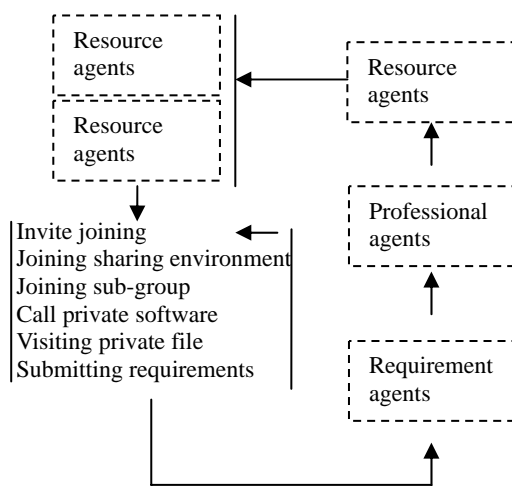 Resource
agents
Resource
agents
Resource
agents
Invite joining
Joining sharing environment
Joining sub-group
Call private software
Visiting private file
Submitting requirements
Professional
agents
Requirement
agents